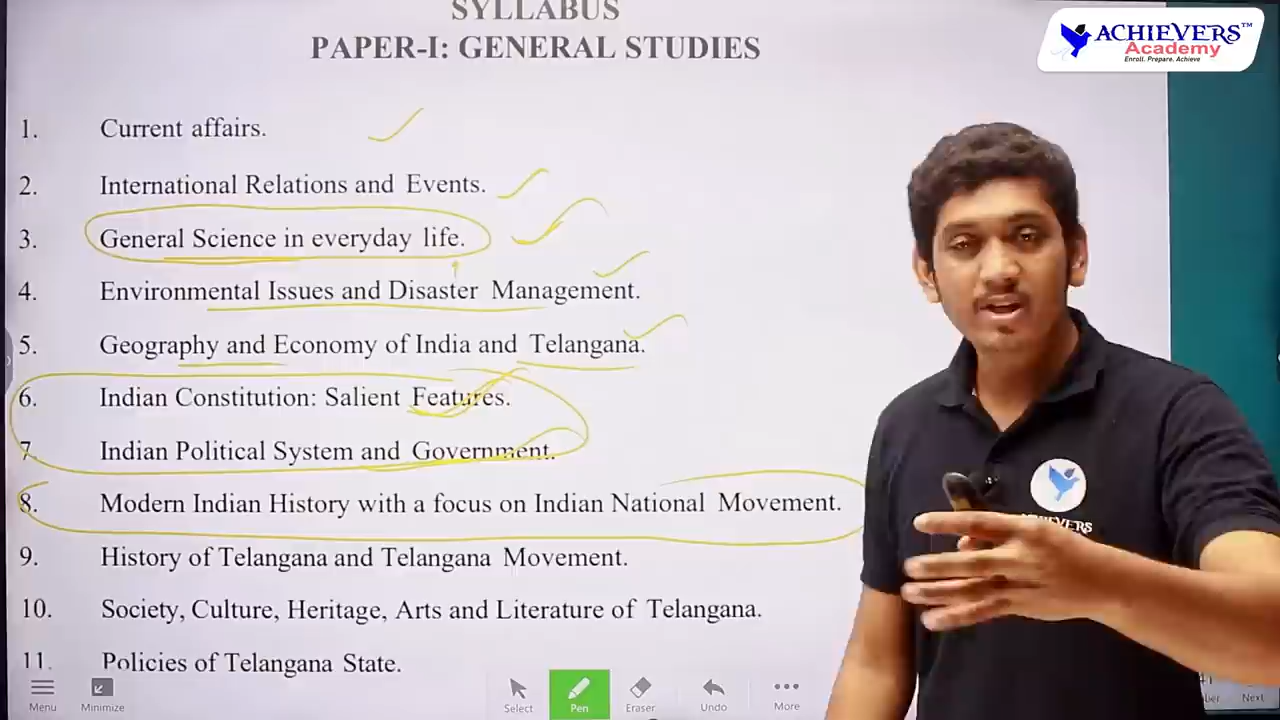 SYLLABUS
PAPER-I: GENERAL STUDIES
ACHIEVERS™
Academy
Enroll. Prepare. Achieve
1. Current affairs.
2. International Relations and Events.
3. General Science in everyday life.
4. Environmental Issues and Disaster Management.
5. Geography and Economy of India and Telangana.
6. Indian Constitution: Salient Features.
7. Indian Political System and Government.
8. Modern Indian History with a focus on Indian National Movement.
9. History of Telangana and Telangana Movement.
10. Society, Culture, Heritage, Arts and Literature of Telangana.
11. Policies of Telangana State.
Menu Minimize Select Pen Eraser Undo More Next